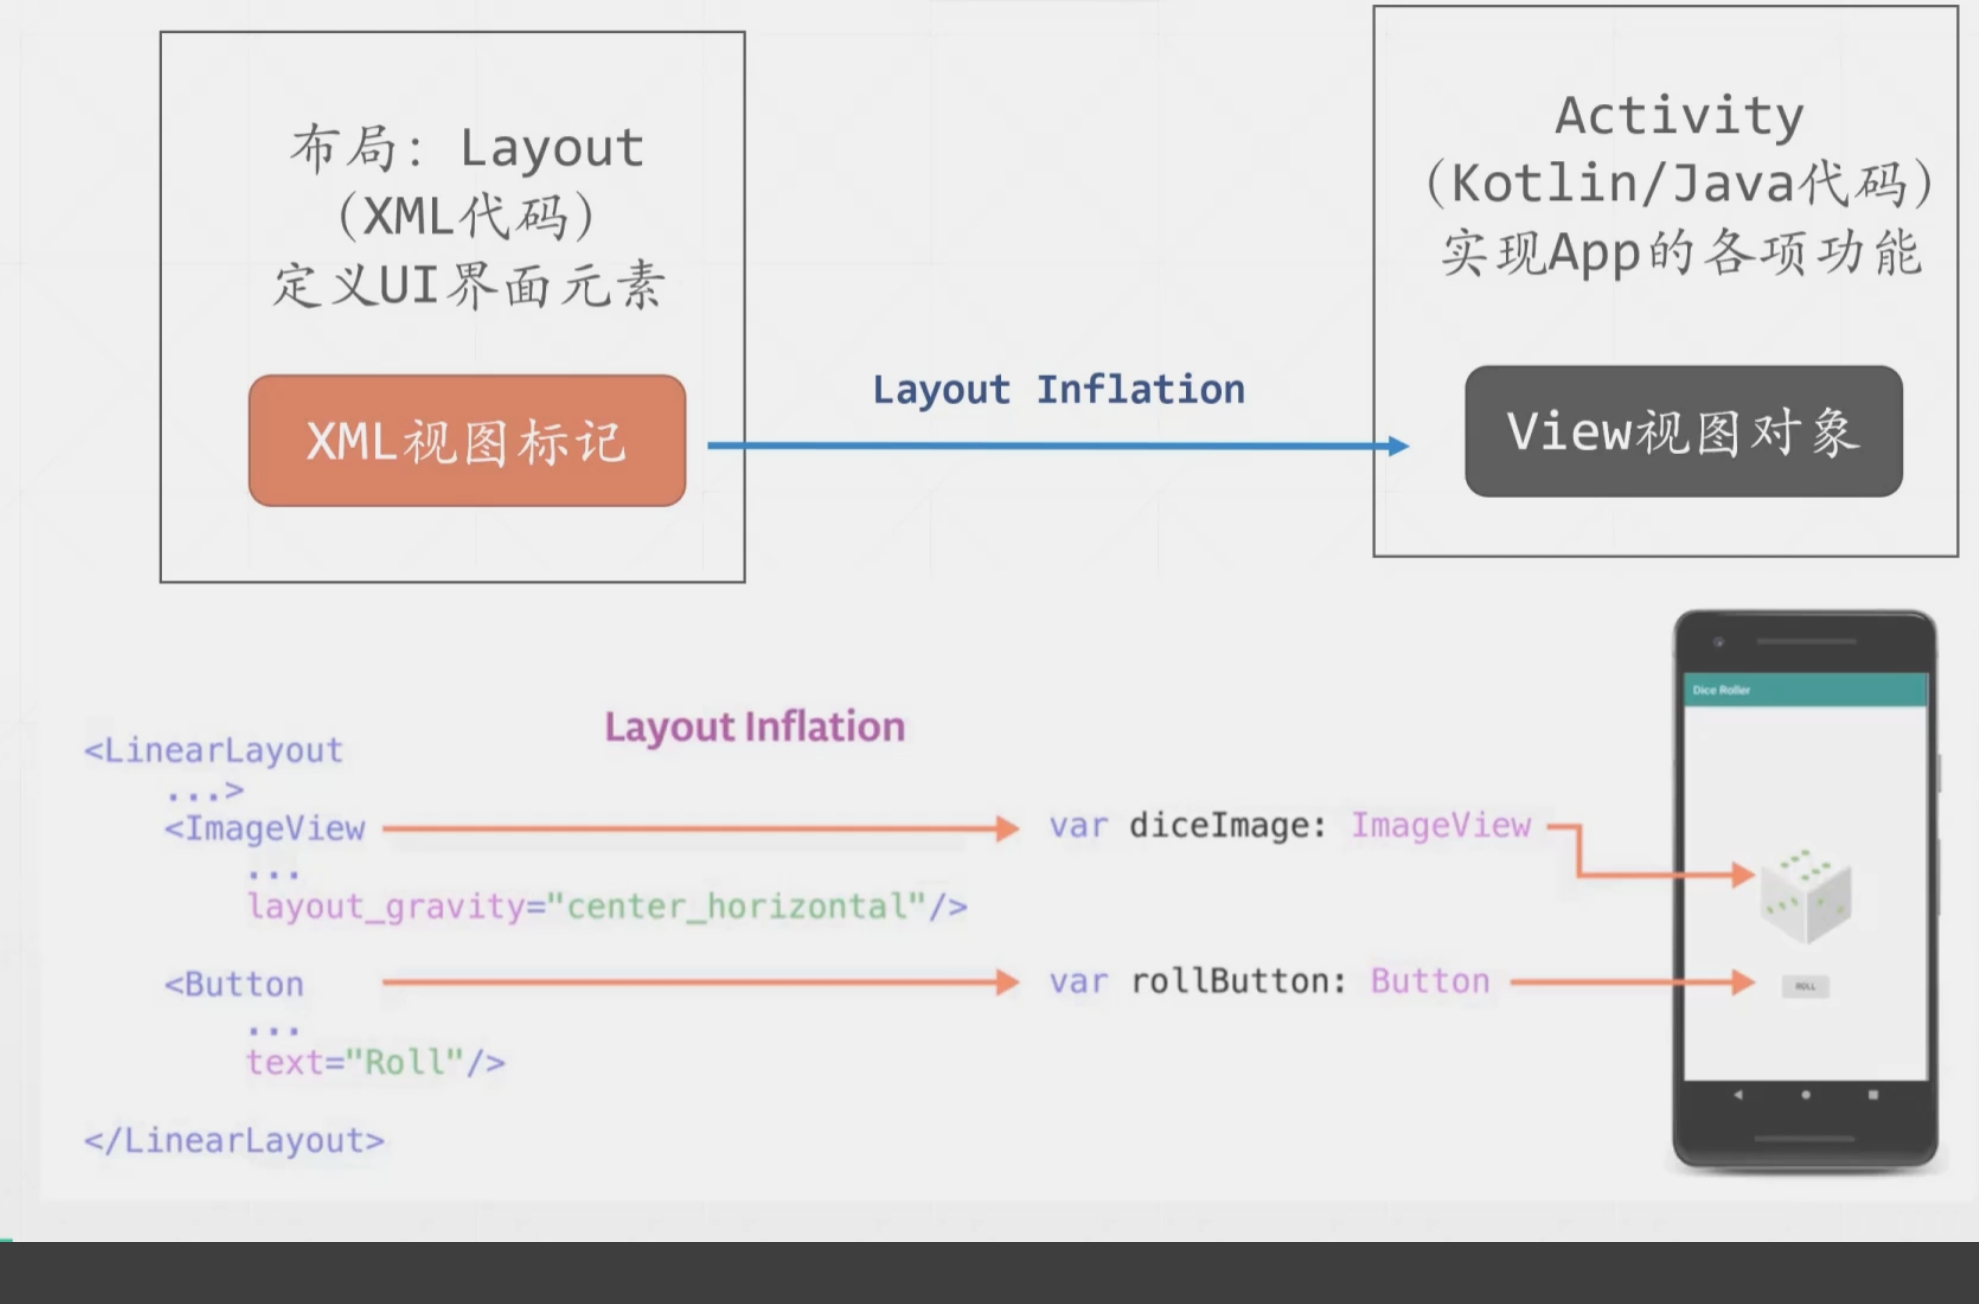 布局：Layout
（XML代码）
定义UI界面元素
XML视图标记
Layout Inflation
Activity
（Kotlin/Java代码）
实现App的各项功能
View视图对象
Layout Inflation
<LinearLayout
...>
<ImageView
...
layout_gravity="center_horizontal"/>
<Button
...
text="Roll"/>
</LinearLayout>
var diceImage: ImageView
var rollButton: Button
Dice Roller
ROLL